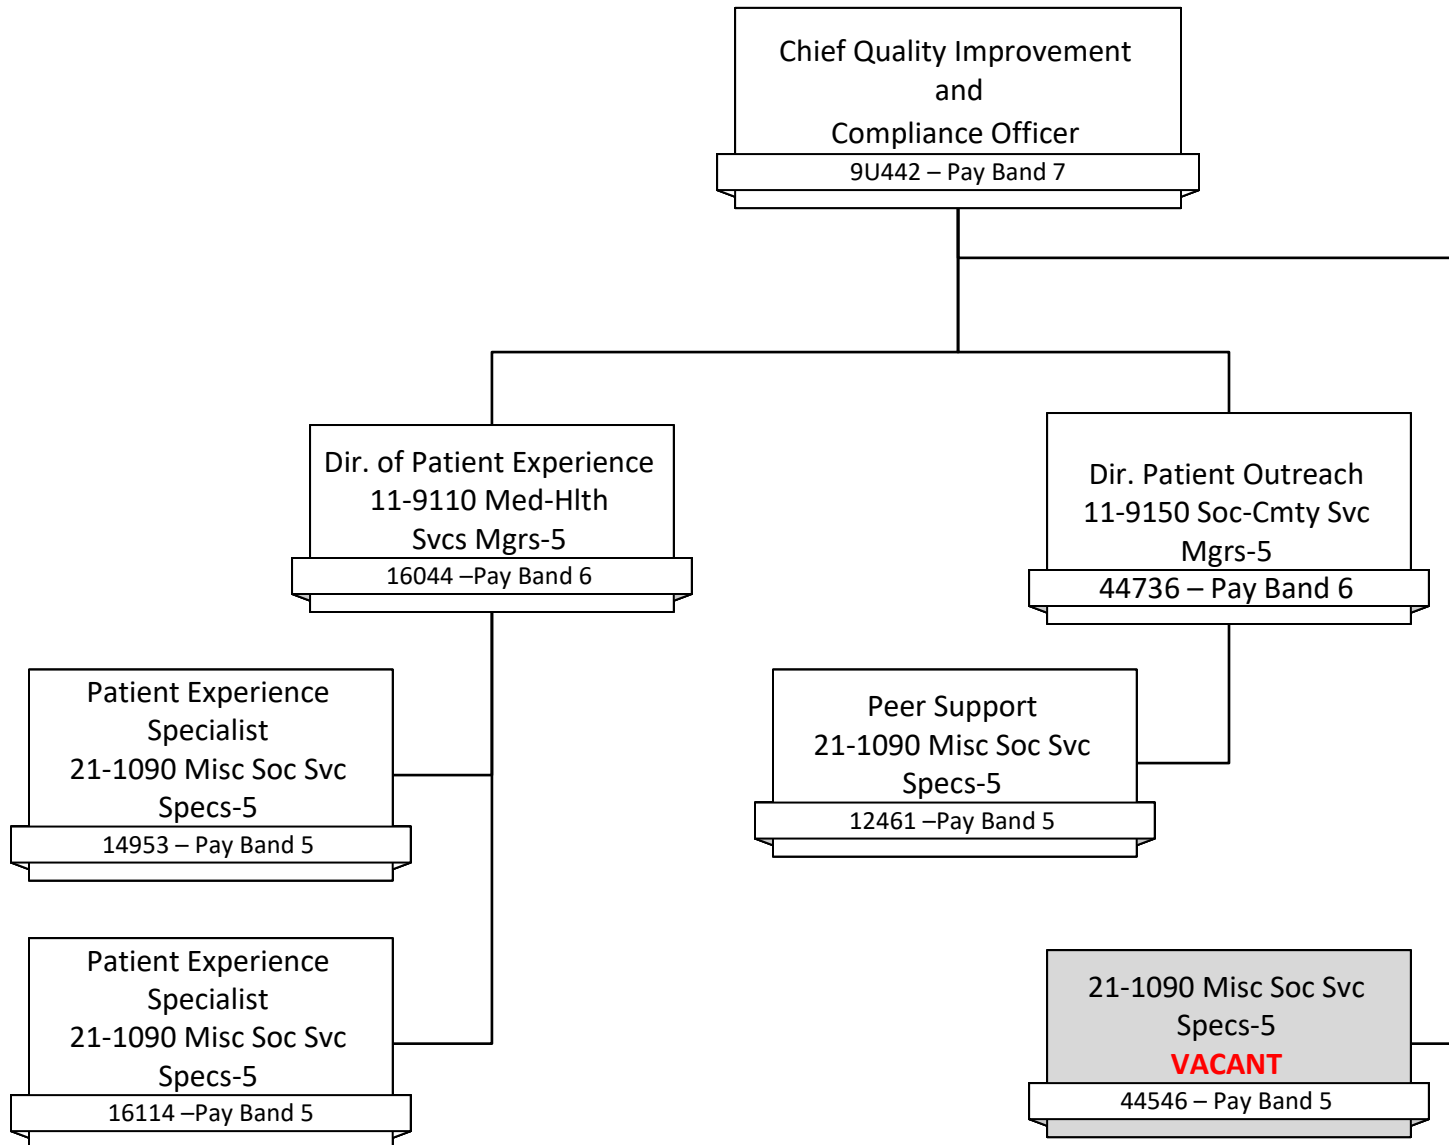 Chief Quality Improvement
and
Compliance Officer
9U442 – Pay Band 7
Dir. of Patient Experience
11-9110 Med-Hlth
Svcs Mgrs-5
16044 –Pay Band 6
Dir. Patient Outreach
11-9150 Soc-Cmty Svc
Mgrs-5
44736 – Pay Band 6
Patient Experience
Specialist
21-1090 Misc Soc Svc
Specs-5
14953 – Pay Band 5
Peer Support
21-1090 Misc Soc Svc
Specs-5
12461 –Pay Band 5
Patient Experience
Specialist
21-1090 Misc Soc Svc
Specs-5
16114 –Pay Band 5
21-1090 Misc Soc Svc
Specs-5
VACANT
44546 – Pay Band 5